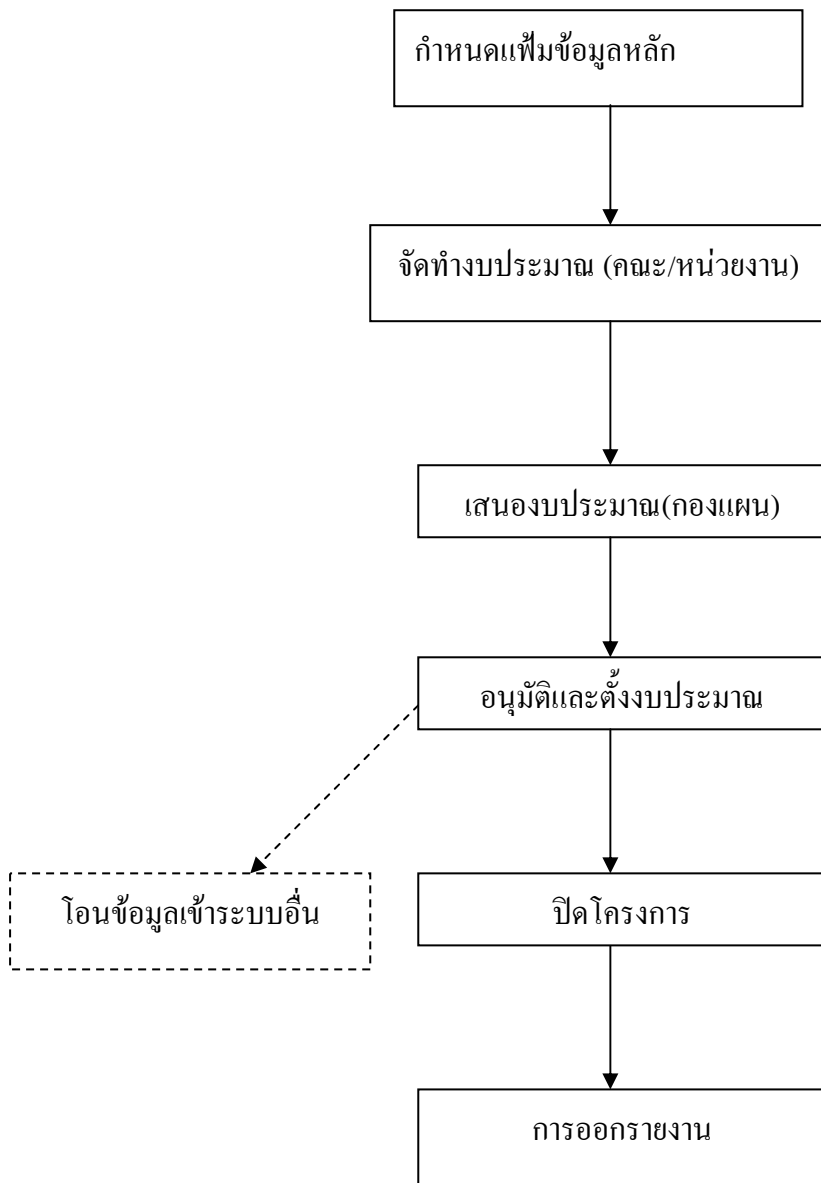 กำหนดแฟ้มข้อมูลหลัก
จัดทำงบประมาณ (คณะ/หน่วยงาน)
เสนองบประมาณ(กองแผน)
อนุมัติและตั้งงบประมาณ
โอนข้อมูลเข้าระบบอื่น
ปิดโครงการ
การออกรายงาน